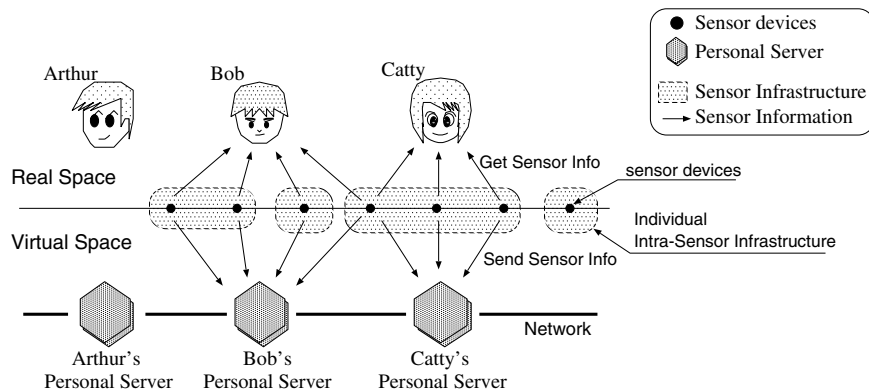 Sensor devices
Personal Server
Sensor Infrastructure
Sensor Information
Arthur
Bob
Catty
Get Sensor Info
Real Space
sensor devices
Virtual Space
Individual
Intra-Sensor Infrastructure
Send Sensor Info
Network
Arthur's
Personal Server
Bob's
Personal Server
Catty's
Personal Server